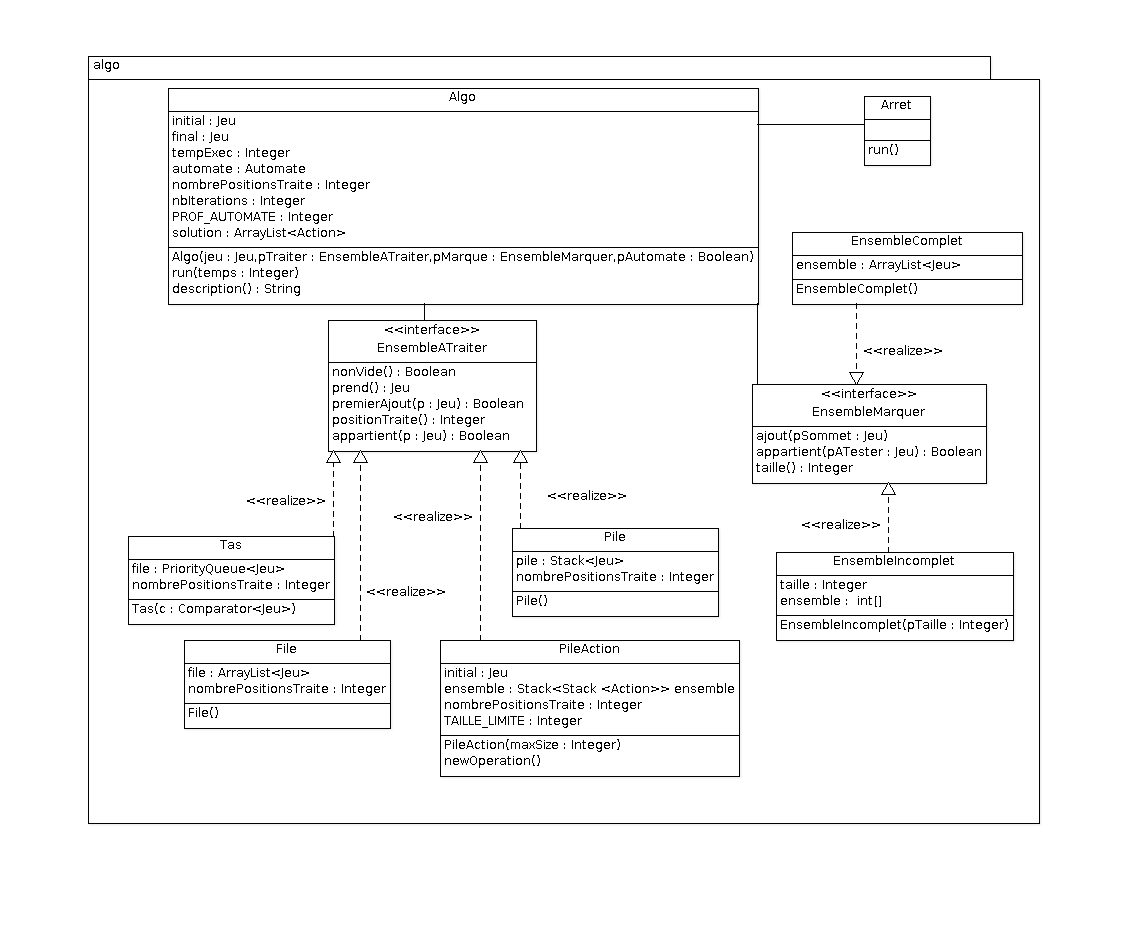 algo
Algo
initial : Jeu
final : Jeu
tempExec : Integer
automate : Automate
nombrePositionsTraite : Integer
nbIterations : Integer
PROF_AUTOMATE : Integer
solution : ArrayList<Action>
Algo(jeu : Jeu,pTraiter : EnsembleATraiter,pMarque : EnsembleMarquer,pAutomate : Boolean)
run(temps : Integer)
description() : String
Arret
run()
EnsembleComplet
ensemble : ArrayList<Jeu>
EnsembleComplet()
<<realize>>
<<interface>>
EnsembleATraiter
nonVide() : Boolean
prend() : Jeu
premierAjout(p : Jeu) : Boolean
positionTraite() : Integer
appartient(p : Jeu) : Boolean
<<interface>>
EnsembleMarquer
ajout(pSommet : Jeu)
appartient(pATester : Jeu) : Boolean
taille() : Integer
<<realize>>
<<realize>>
<<realize>>
<<realize>>
<<realize>>
Tas
file : PriorityQueue<Jeu>
nombrePositionsTraite : Integer
Tas(c : Comparator<Jeu>)
Pile
pile : Stack<Jeu>
nombrePositionsTraite : Integer
Pile()
EnsembleIncomplet
taille : Integer
ensemble :  int[]
EnsembleIncomplet(pTaille : Integer)
File
file : ArrayList<Jeu>
nombrePositionsTraite : Integer
File()
PileAction
initial : Jeu
ensemble : Stack<Stack <Action>> ensemble
nombrePositionsTraite : Integer
TAILLE_LIMITE : Integer
PileAction(maxSize : Integer)
newOperation()